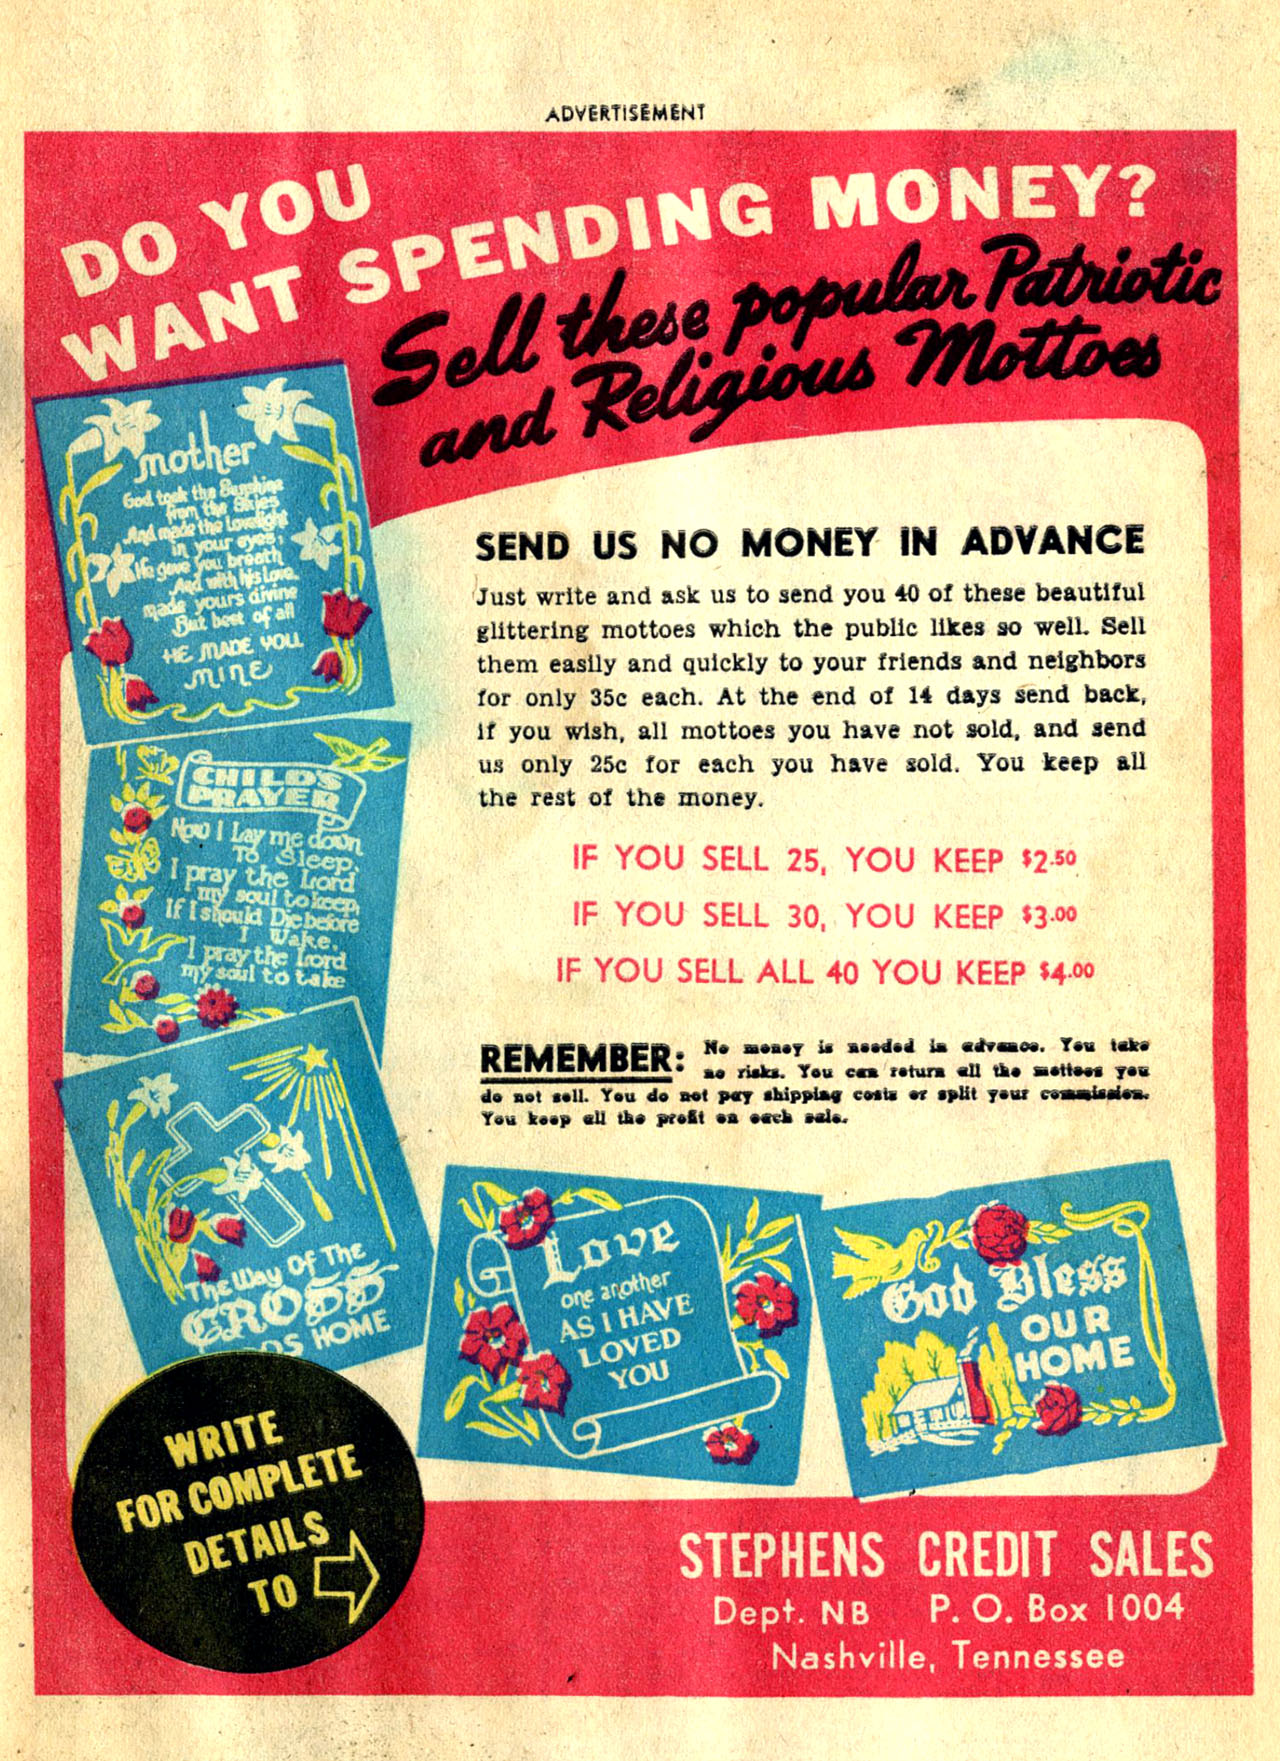 ADVERTISEMENT
DO YOU
WANT SPENDING MONEY?
Sell these popular Patriotic
and Religious Mottoes
mother
God took the Sunshine
from the Skies
And made the Lovelight
in your eyes;
He gave you breath
And with his Love
made yours divine
But best of all
HE MADE YOU
MINE
CHILD'S
PRAYER
Now I Lay me down
To Sleep,
I pray the Lord
my soul to keep,
If I should Die before
I Wake.
I pray the Lord
my soul to take
The Way Of The
CROSS
HOME
SEND US NO MONEY IN ADVANCE
Just write and ask us to send you 40 of these beautiful
glittering mottoes which the public likes so well. Sell
them easily and quickly to your friends and neighbors
for only 35c each. At the end of 14 days send back,
if you wish, all mottoes you have not sold, and send
us only 25c for each you have sold. You keep all
the rest of the money.
IF YOU SELL 25, YOU KEEP $2.50
IF YOU SELL 30, YOU KEEP $3.00
IF YOU SELL ALL 40 YOU KEEP $4.00
REMEMBER: No money is needed in advance. You take
no risks. You can return all the mottoes you
do not sell. You do not pay shipping costs or split your commission.
You keep all the profit on each sale.
Love
one another
AS I HAVE
LOVED
YOU
God Bless
OUR
HOME
WRITE
FOR COMPLETE
DETAILS
TO
STEPHENS CREDIT SALES
Dept. NB P. O. Box 1004
Nashville, Tennessee